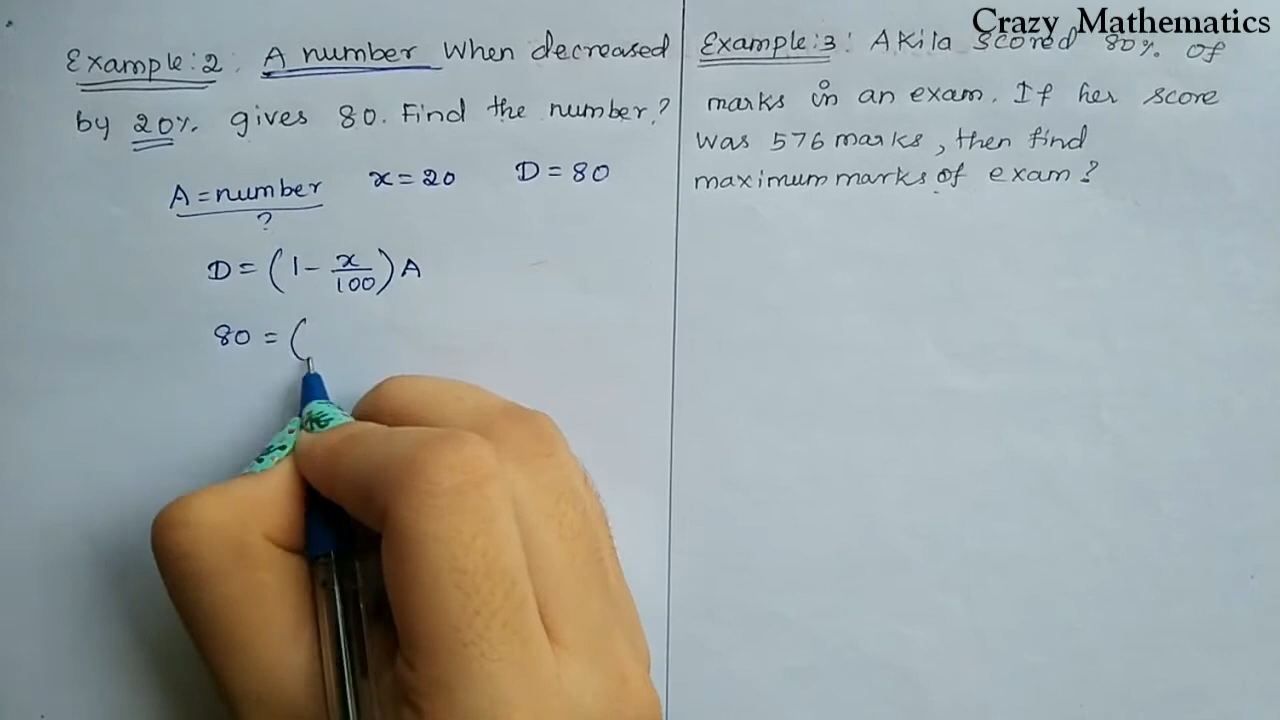 Crazy Mathematics
Example:2: A number when decreased
by 20% gives 80. Find the number?
A = number x = 20 D = 80
?
D = (1 - x/100) A
80 = (
Example:3: Akila scored 80% of
marks in an exam. If her score
was 576 marks, then find
maximum marks of exam?